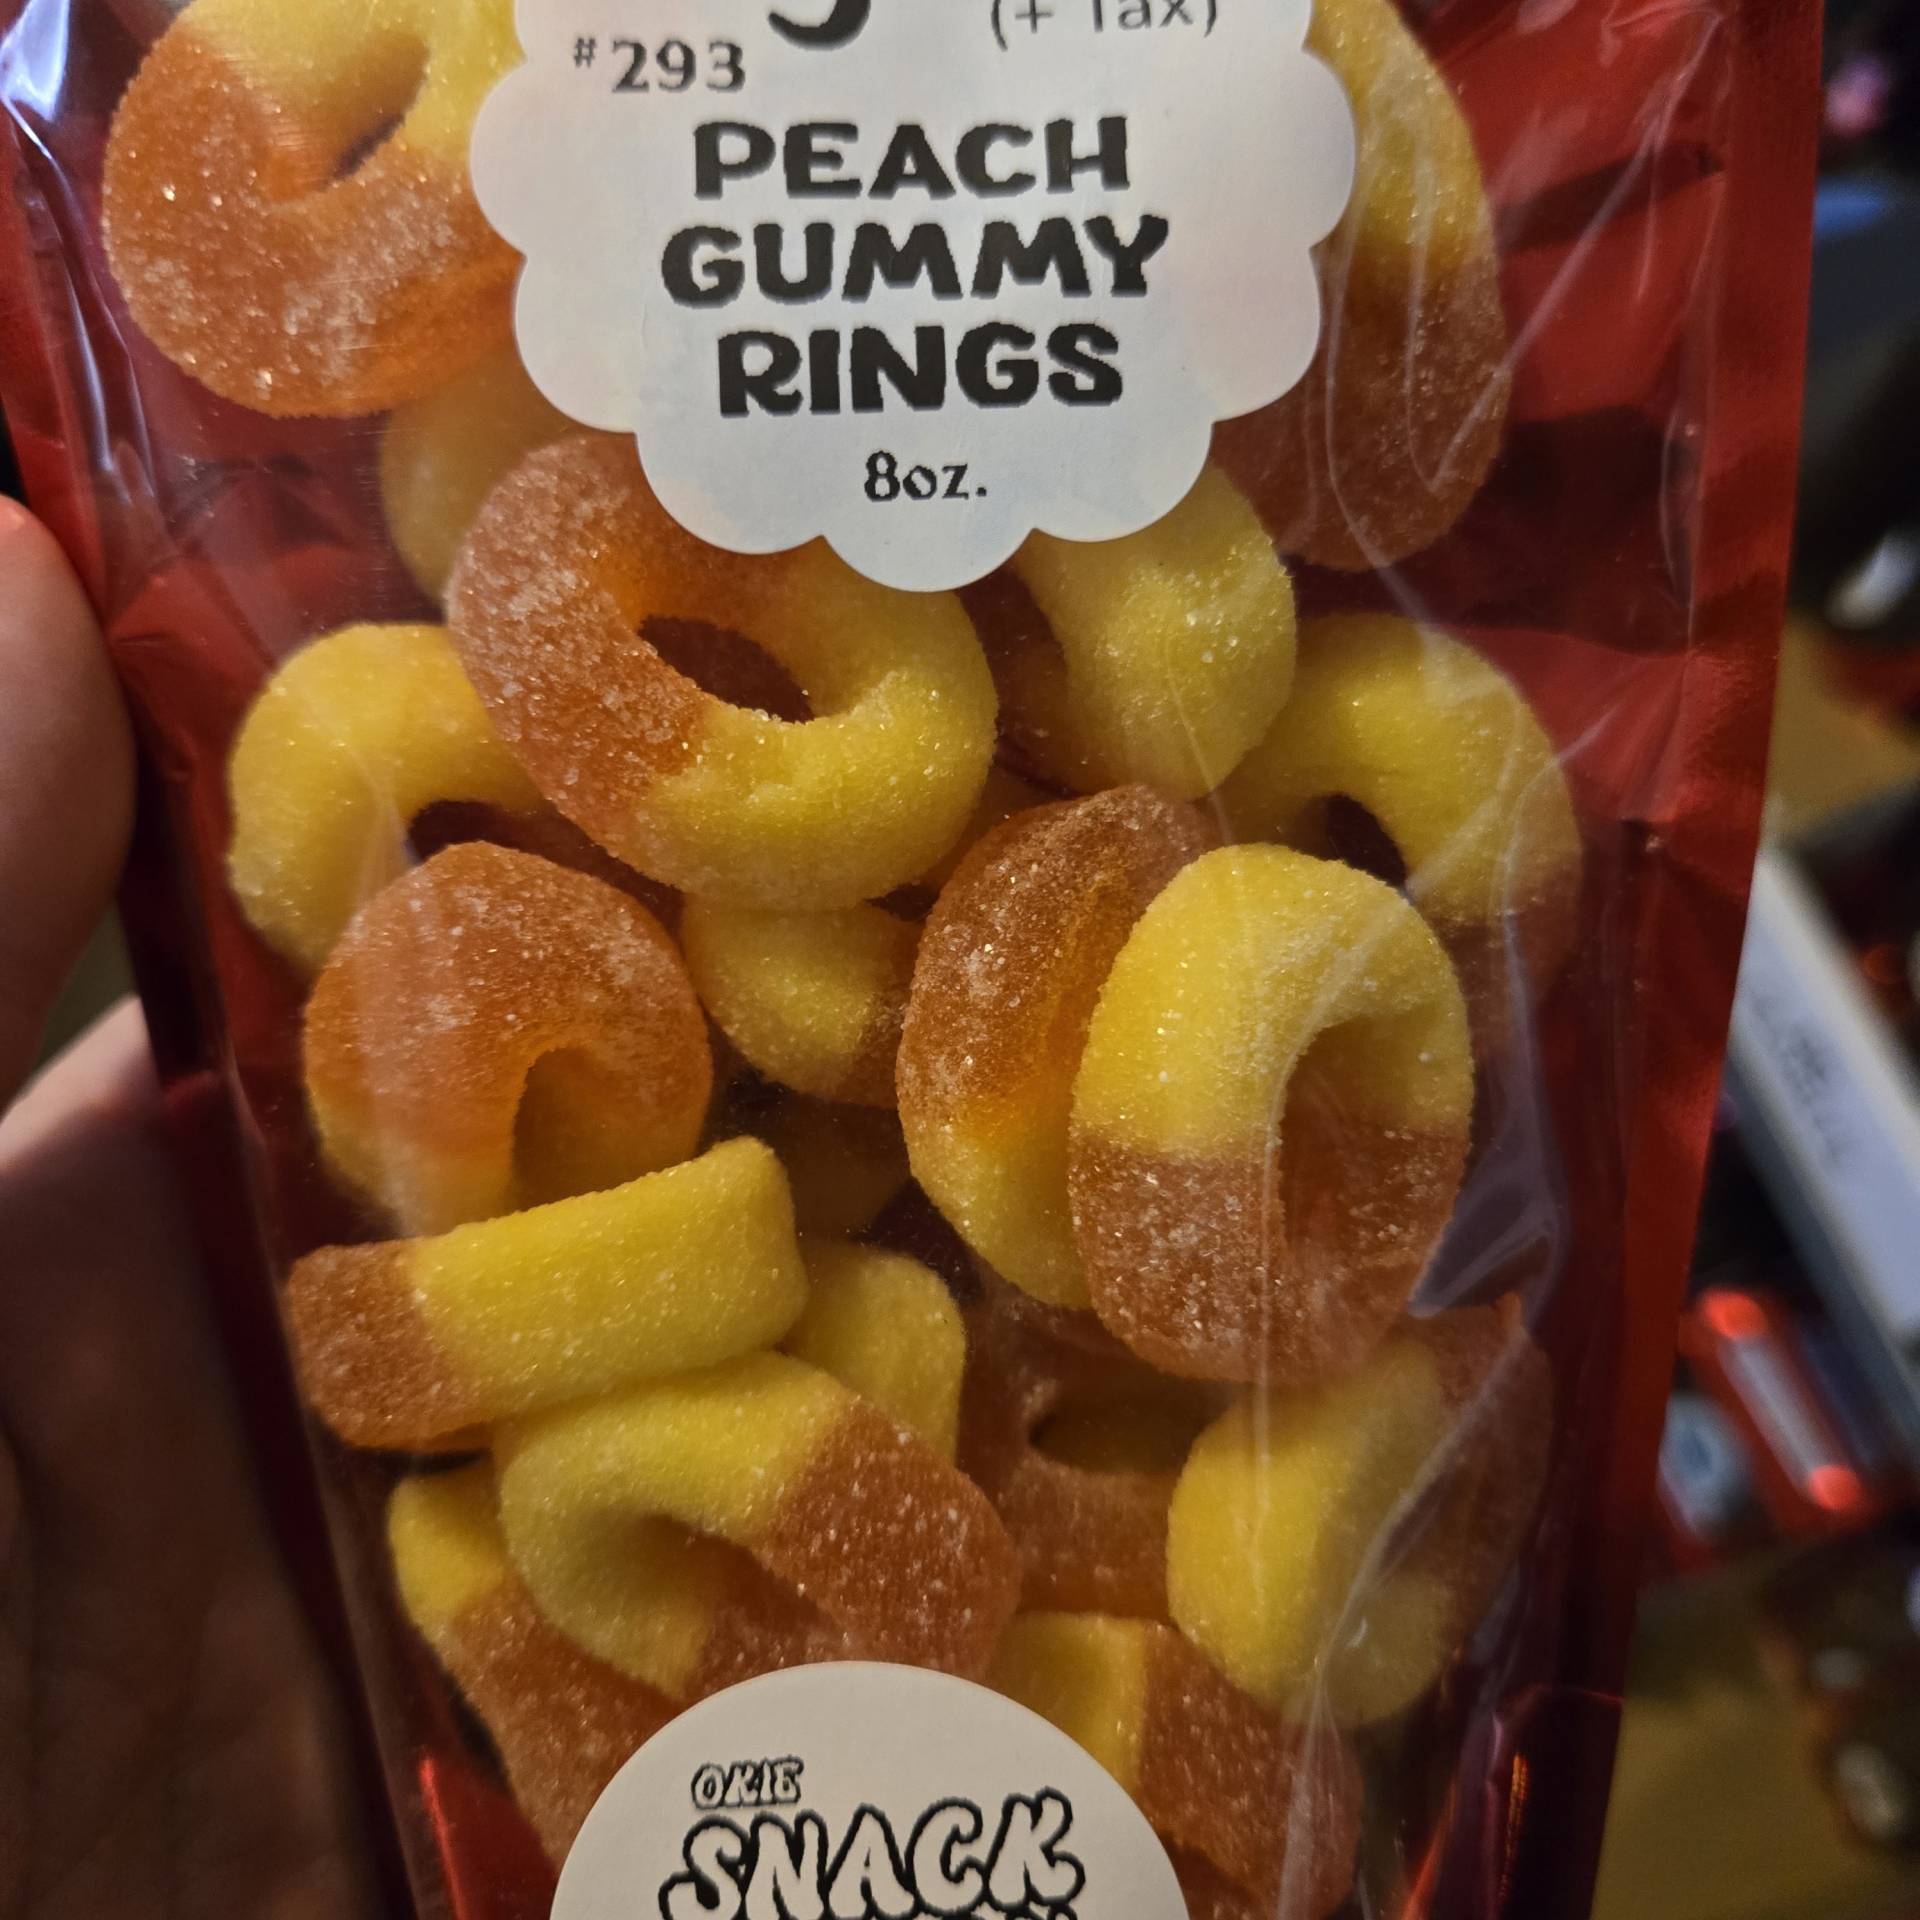 (+ Tax)
#293
PEACH
GUMMY
RINGS
8oz.
OKIE
SNACK